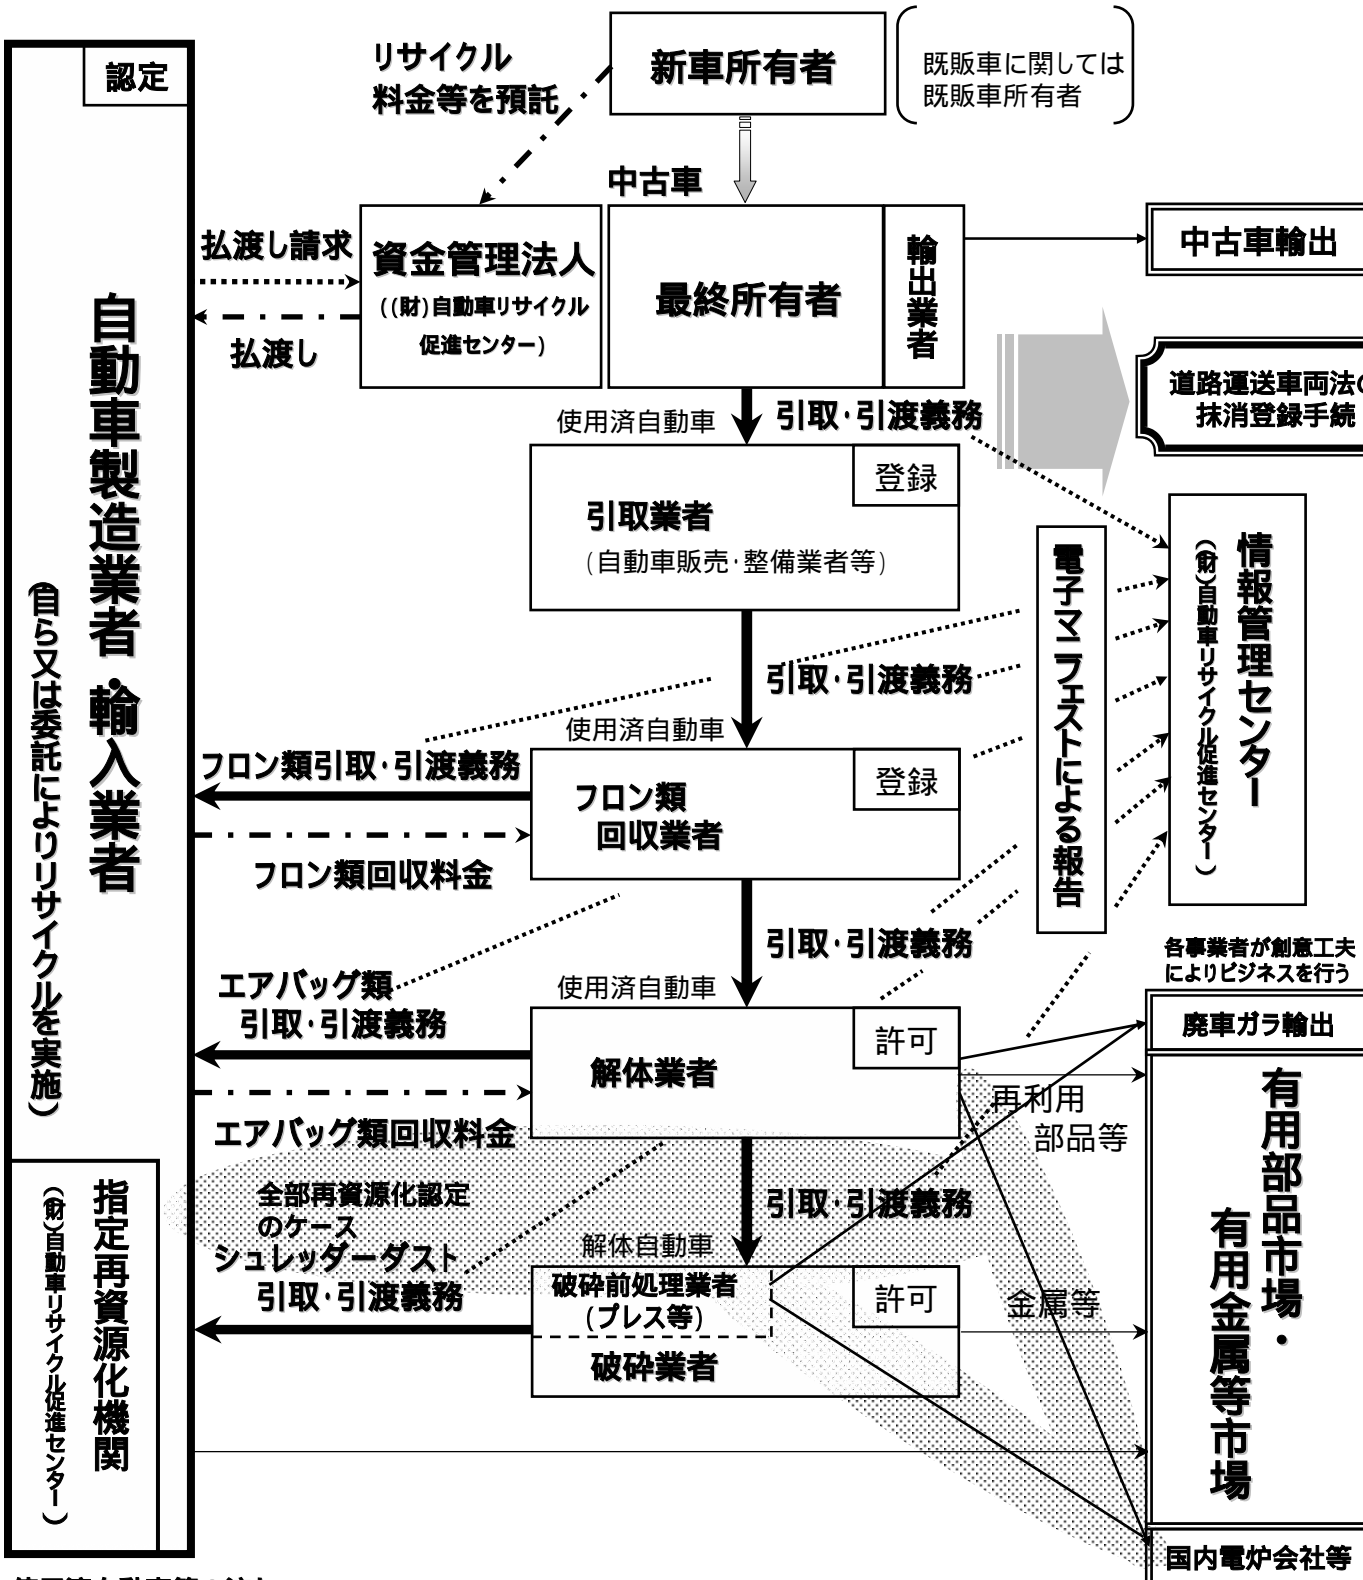 リサイクル
料金等を預託
新車所有者
既販車に関しては
既販車所有者
認定
中古車
払渡し請求
払渡し
資金管理法人
((財)自動車リサイクル
促進センター)
最終所有者
輸出業者
中古車輸出
道路運送車両法の
抹消登録手続
使用済自動車
引取・引渡義務
登録
引取業者
(自動車販売・整備業者等)
自動車製造業者・輸入業者
(自ら又は委託によりリサイクルを実施)
電子マニフェストによる報告
情報管理センター
(財)自動車リサイクル促進センター)
引取・引渡義務
使用済自動車
フロン類引取・引渡義務
フロン類回収料金
登録
フロン類
回収業者
引取・引渡義務
使用済自動車
エアバッグ類
引取・引渡義務
エアバッグ類回収料金
許可
解体業者
各事業者が創意工夫
によりビジネスを行う
廃車ガラ輸出
再利用
部品等
有用部品市場・
有用金属等市場
指定再資源化機関
(財)自動車リサイクル促進センター)
全部再資源化認定
のケース
シュレッダーダスト
引取・引渡義務
引取・引渡義務
解体自動車
破砕前処理業者
(プレス等)
破砕業者
許可
金属等
国内電炉会社等